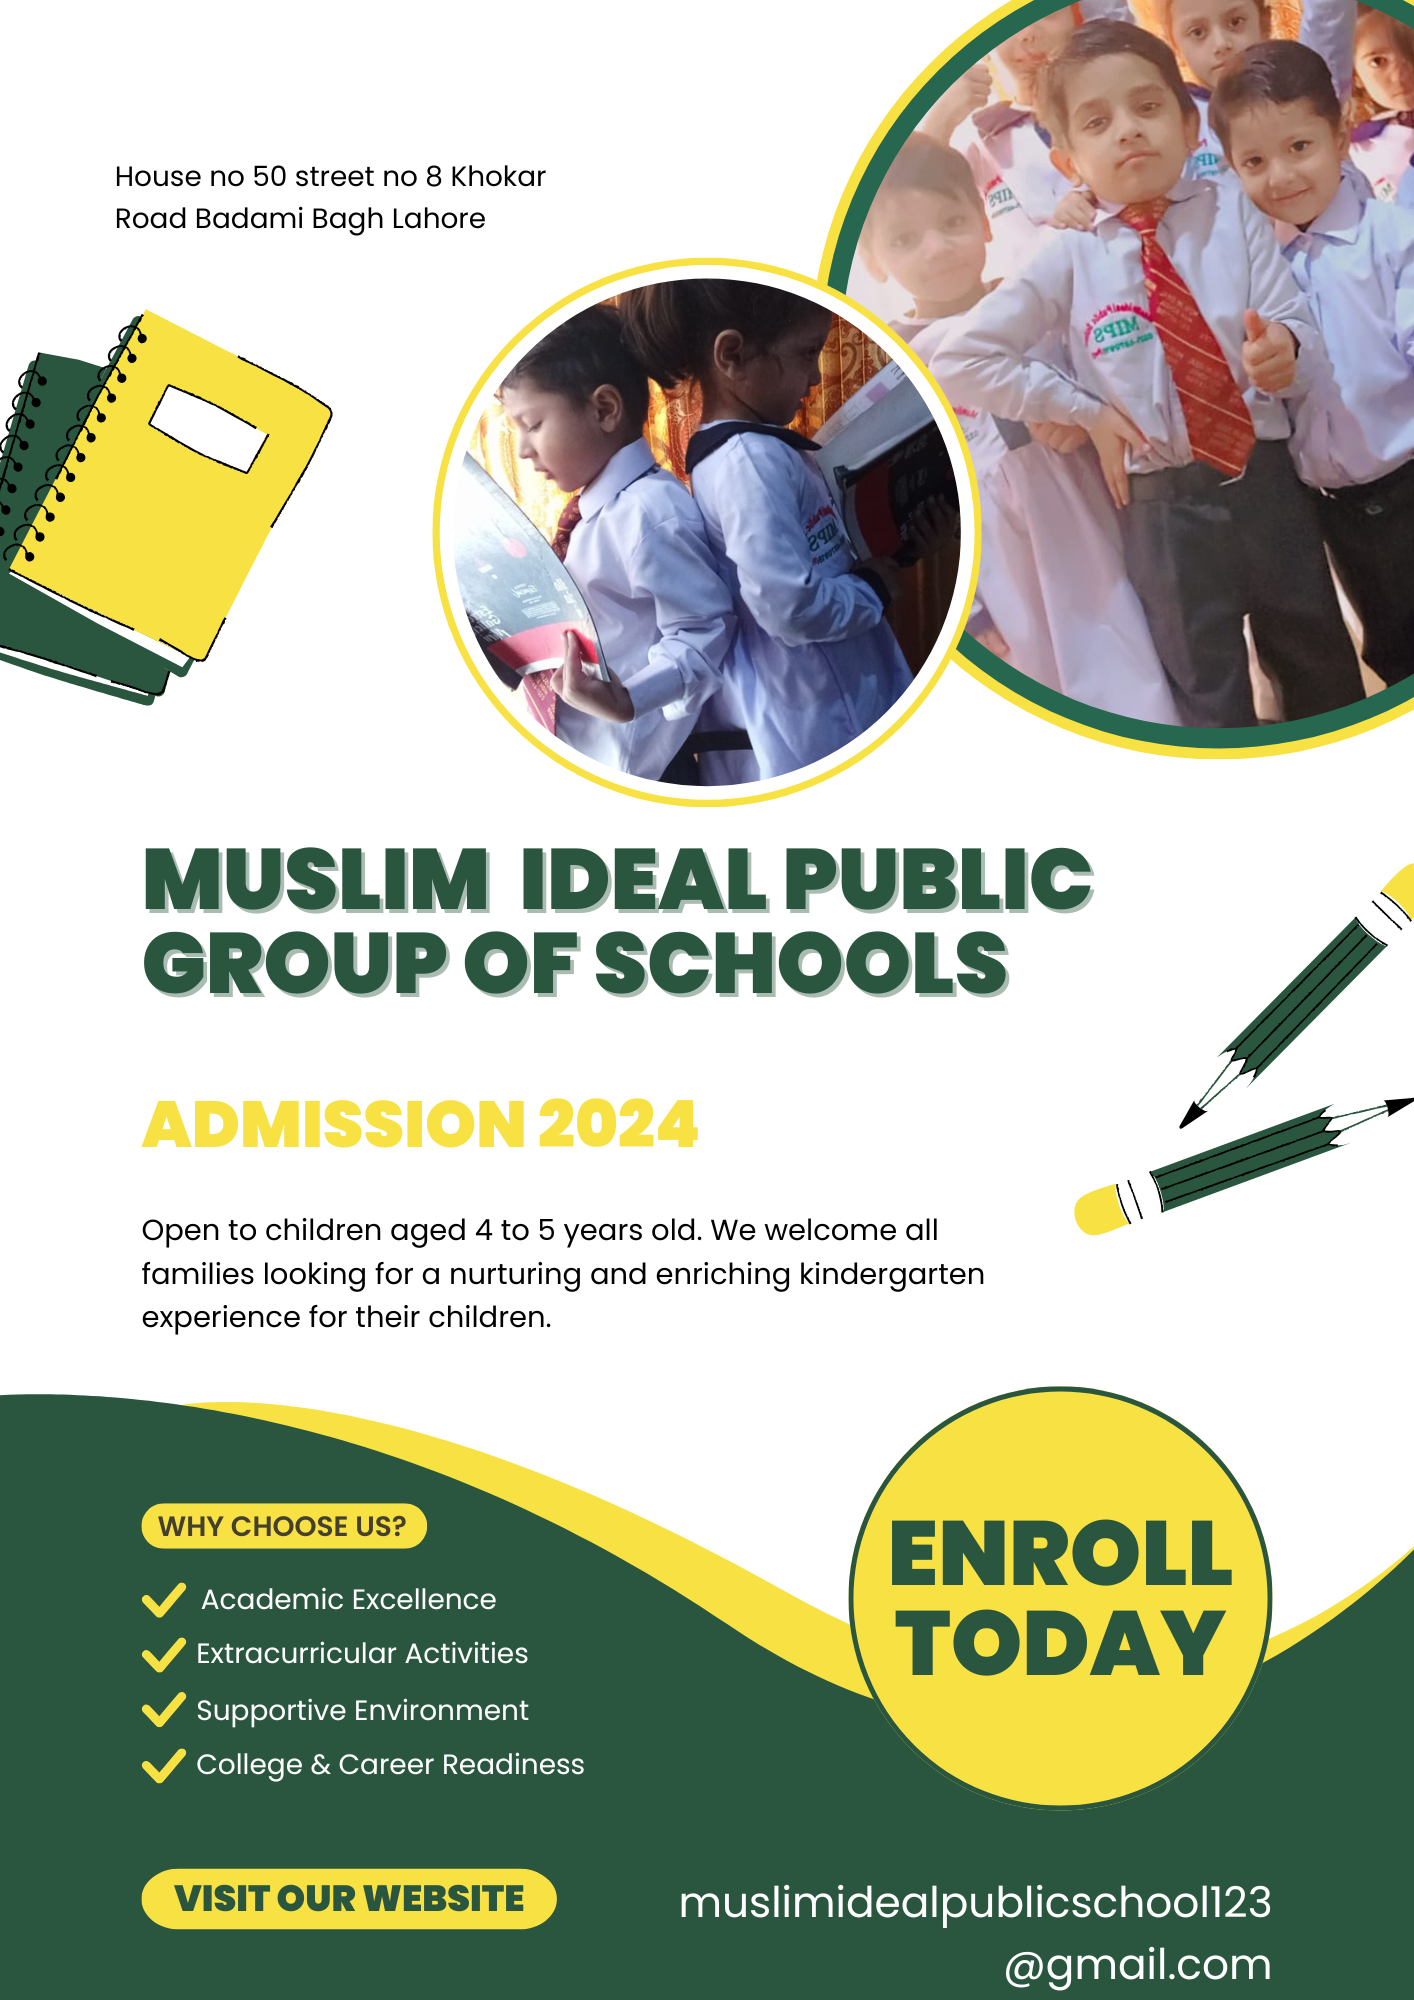 House no 50 street no 8 Khokar
Road Badami Bagh Lahore
MIPS
MIPS
MUSLIM IDEAL PUBLIC
GROUP OF SCHOOLS
ADMISSION 2024
Open to children aged 4 to 5 years old. We welcome all
families looking for a nurturing and enriching kindergarten
experience for their children.
WHY CHOOSE US?
Academic Excellence
Extracurricular Activities
Supportive Environment
College & Career Readiness
ENROLL
TODAY
VISIT OUR WEBSITE
muslimidealpublicschool123
@gmail.com